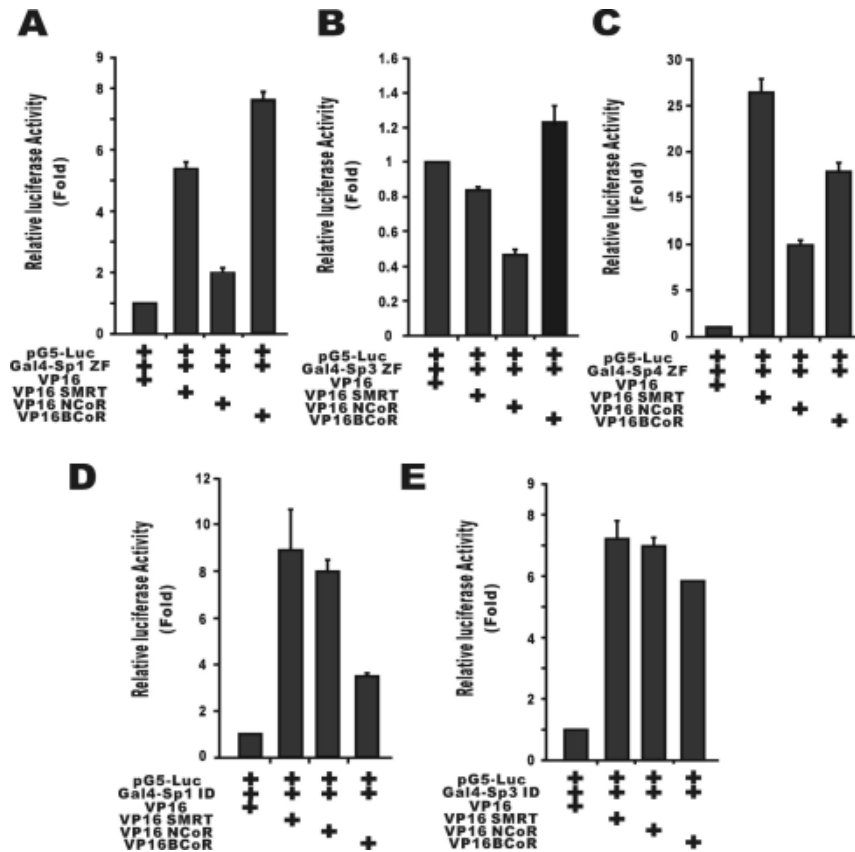 A
Relative luciferase Activity
(Fold)
9
8
6
4
2
0
pG5-Luc
Gal4-Sp1 ZF
VP16
VP16 SMRT
VP16 NCoR
VP16BCoR
+ + + +
+ + + +
+
+
+
+
B
Relative luciferase Activity
(Fold)
1.6
1.4
1.2
1
0.8
0.6
0.4
0.2
0
pG5-Luc
Gal4-Sp3 ZF
VP16
VP16 SMRT
VP16 NCoR
VP16BCoR
+ + + +
+ + + +
+
+
+
+
C
Relative luciferase Activity
(Fold)
30
25
20
15
10
5
0
pG5-Luc
Gal4-Sp4 ZF
VP16
VP16 SMRT
VP16 NCoR
VP16BCoR
+ + + +
+ + + +
+
+
+
+
D
Relative luciferase Activity
(Fold)
12
10
8
6
4
2
0
pG5-Luc
Gal4-Sp1 ID
VP16
VP16 SMRT
VP16 NCoR
VP16BCoR
+ + + +
+ + + +
+
+
+
+
E
Relative luciferase Activity
(Fold)
9
8
6
4
2
0
pG5-Luc
Gal4-Sp3 ID
VP16
VP16 SMRT
VP16 NCoR
VP16BCoR
+ + + +
+ + + +
+
+
+
+